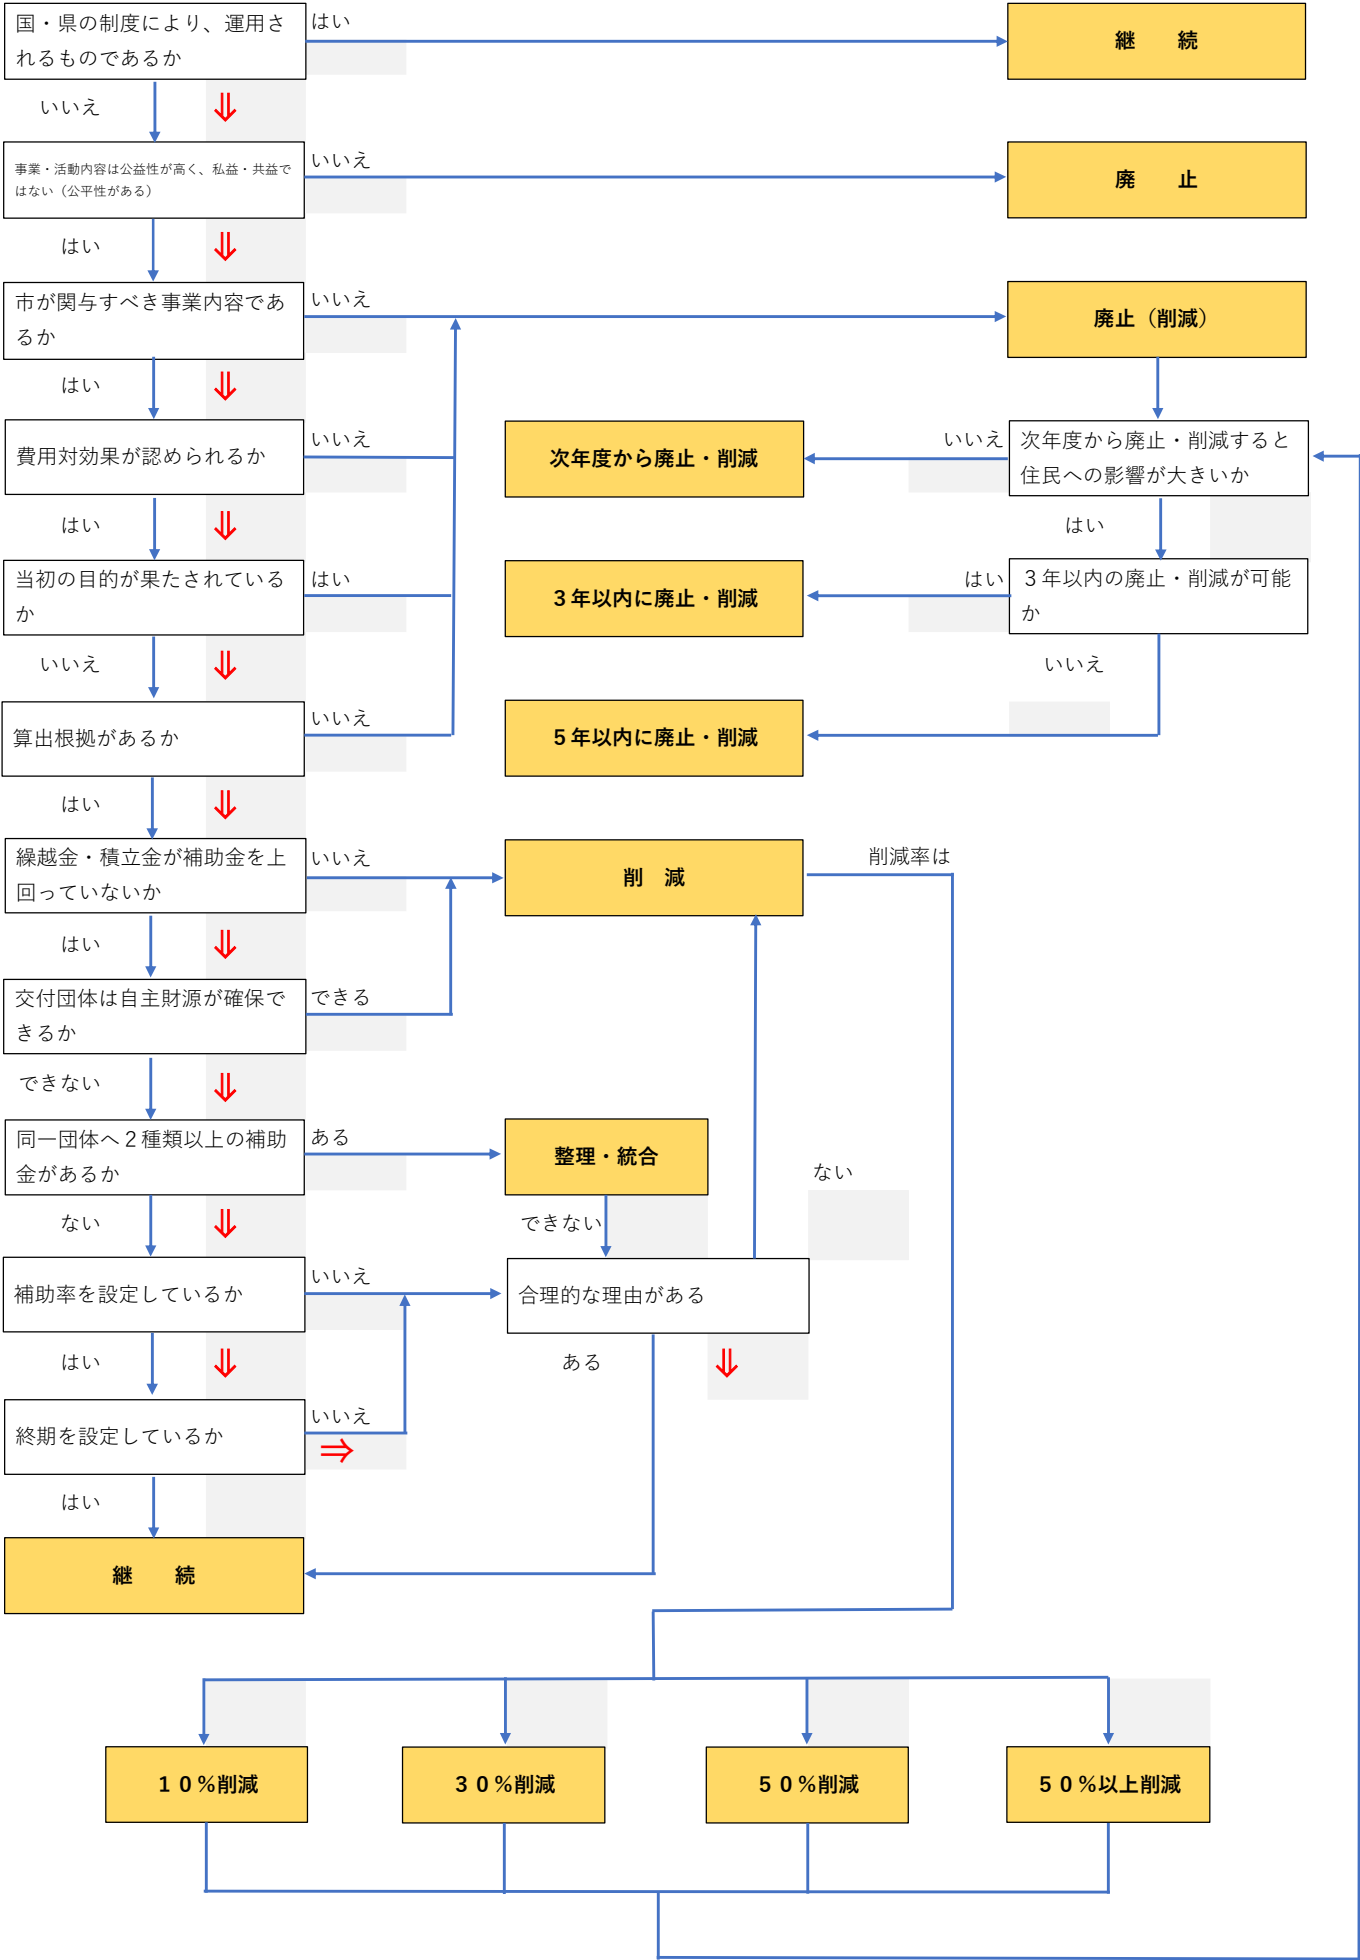 国・県の制度により、運用さ
れるものであるか
はい
継　　続
いいえ
⇓
事業・活動内容は公益性が高く、私益・共益で
はない（公平性がある）
いいえ
廃　　止
はい
⇓
市が関与すべき事業内容であ
るか
いいえ
廃止（削減）
はい
⇓
費用対効果が認められるか
いいえ
次年度から廃止・削減
いいえ
次年度から廃止・削減すると
住民への影響が大きいか
はい
⇓
はい
当初の目的が果たされている
か
はい
３年以内に廃止・削減
はい
３年以内の廃止・削減が可能
か
いいえ
⇓
いいえ
算出根拠があるか
いいえ
５年以内に廃止・削減
はい
⇓
繰越金・積立金が補助金を上
回っていないか
いいえ
削　減
削減率は
はい
⇓
交付団体は自主財源が確保で
きるか
できる
できない
⇓
同一団体へ２種類以上の補助
金があるか
ある
整理・統合
ない
ない
⇓
できない
補助率を設定しているか
いいえ
合理的な理由がある
はい
⇓
ある
⇓
終期を設定しているか
いいえ
⇒
はい
継　　続
１０％削減
３０％削減
５０％削減
５０％以上削減